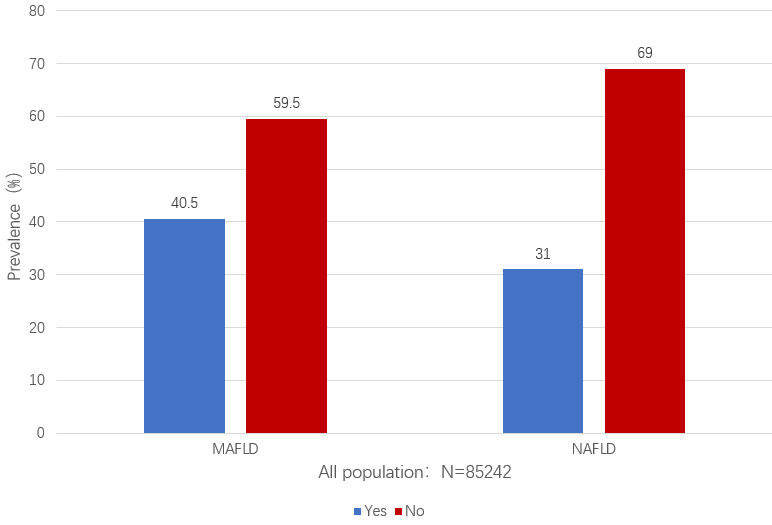 80
70
60
50
40
30
20
10
0
Prevalence（%）
40.5
59.5
31
69
MAFLD
NAFLD
All population： N=85242
Yes
No